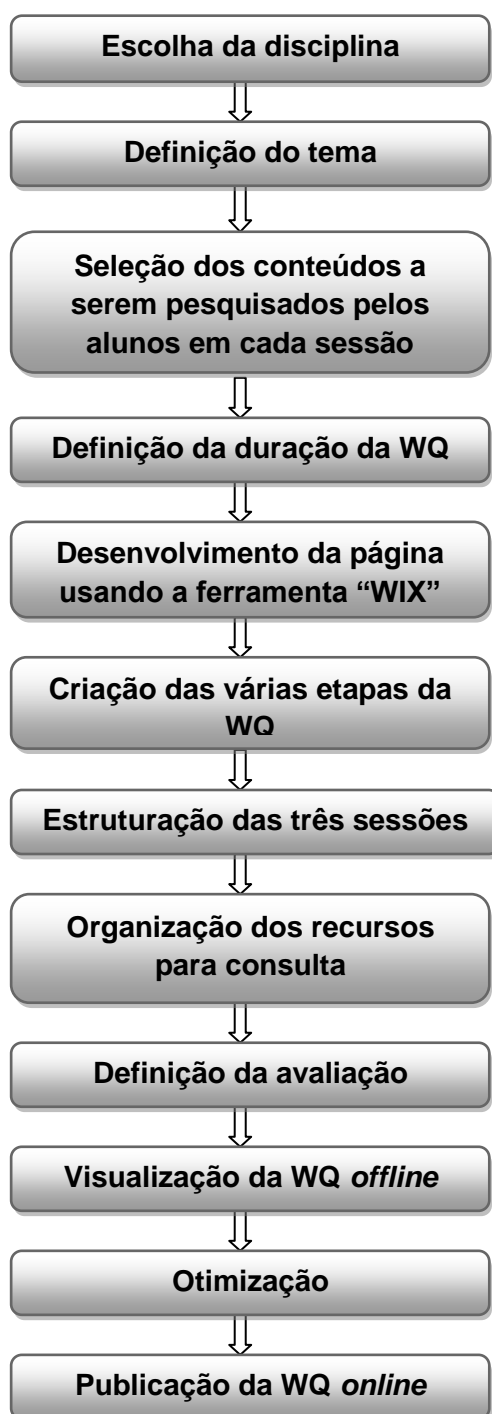 Escolha da disciplina
Definição do tema
Seleção dos conteúdos a
serem pesquisados pelos
alunos em cada sessão
Definição da duração da WQ
Desenvolvimento da página
usando a ferramenta “WIX”
Criação das várias etapas da
WQ
Estruturação das três sessões
Organização dos recursos
para consulta
Definição da avaliação
Visualização da WQ offline
Otimização
Publicação da WQ online